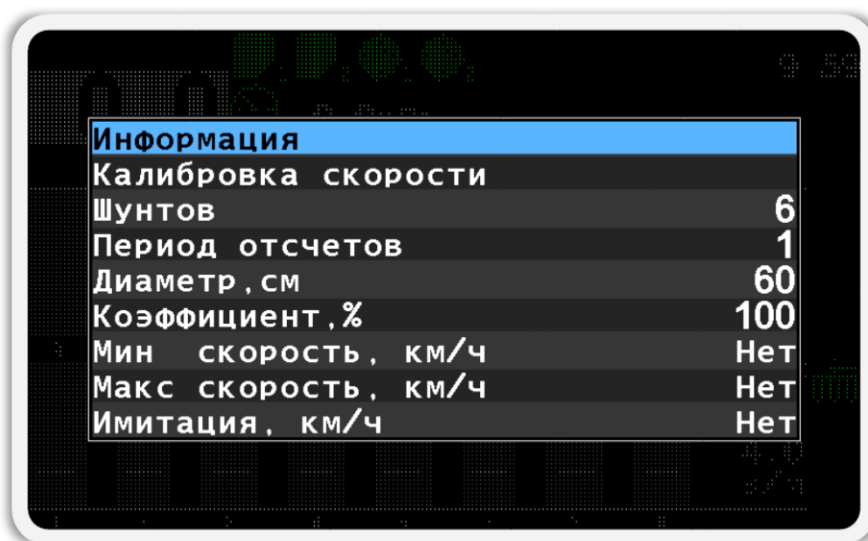 Информация
Калибровка скорости
Шунтов 6
Период отсчетов 1
Диаметр,см 60
Коэффициент,% 100
Мин скорость, км/ч Нет
Макс скорость, км/ч Нет
Имитация, км/ч Нет